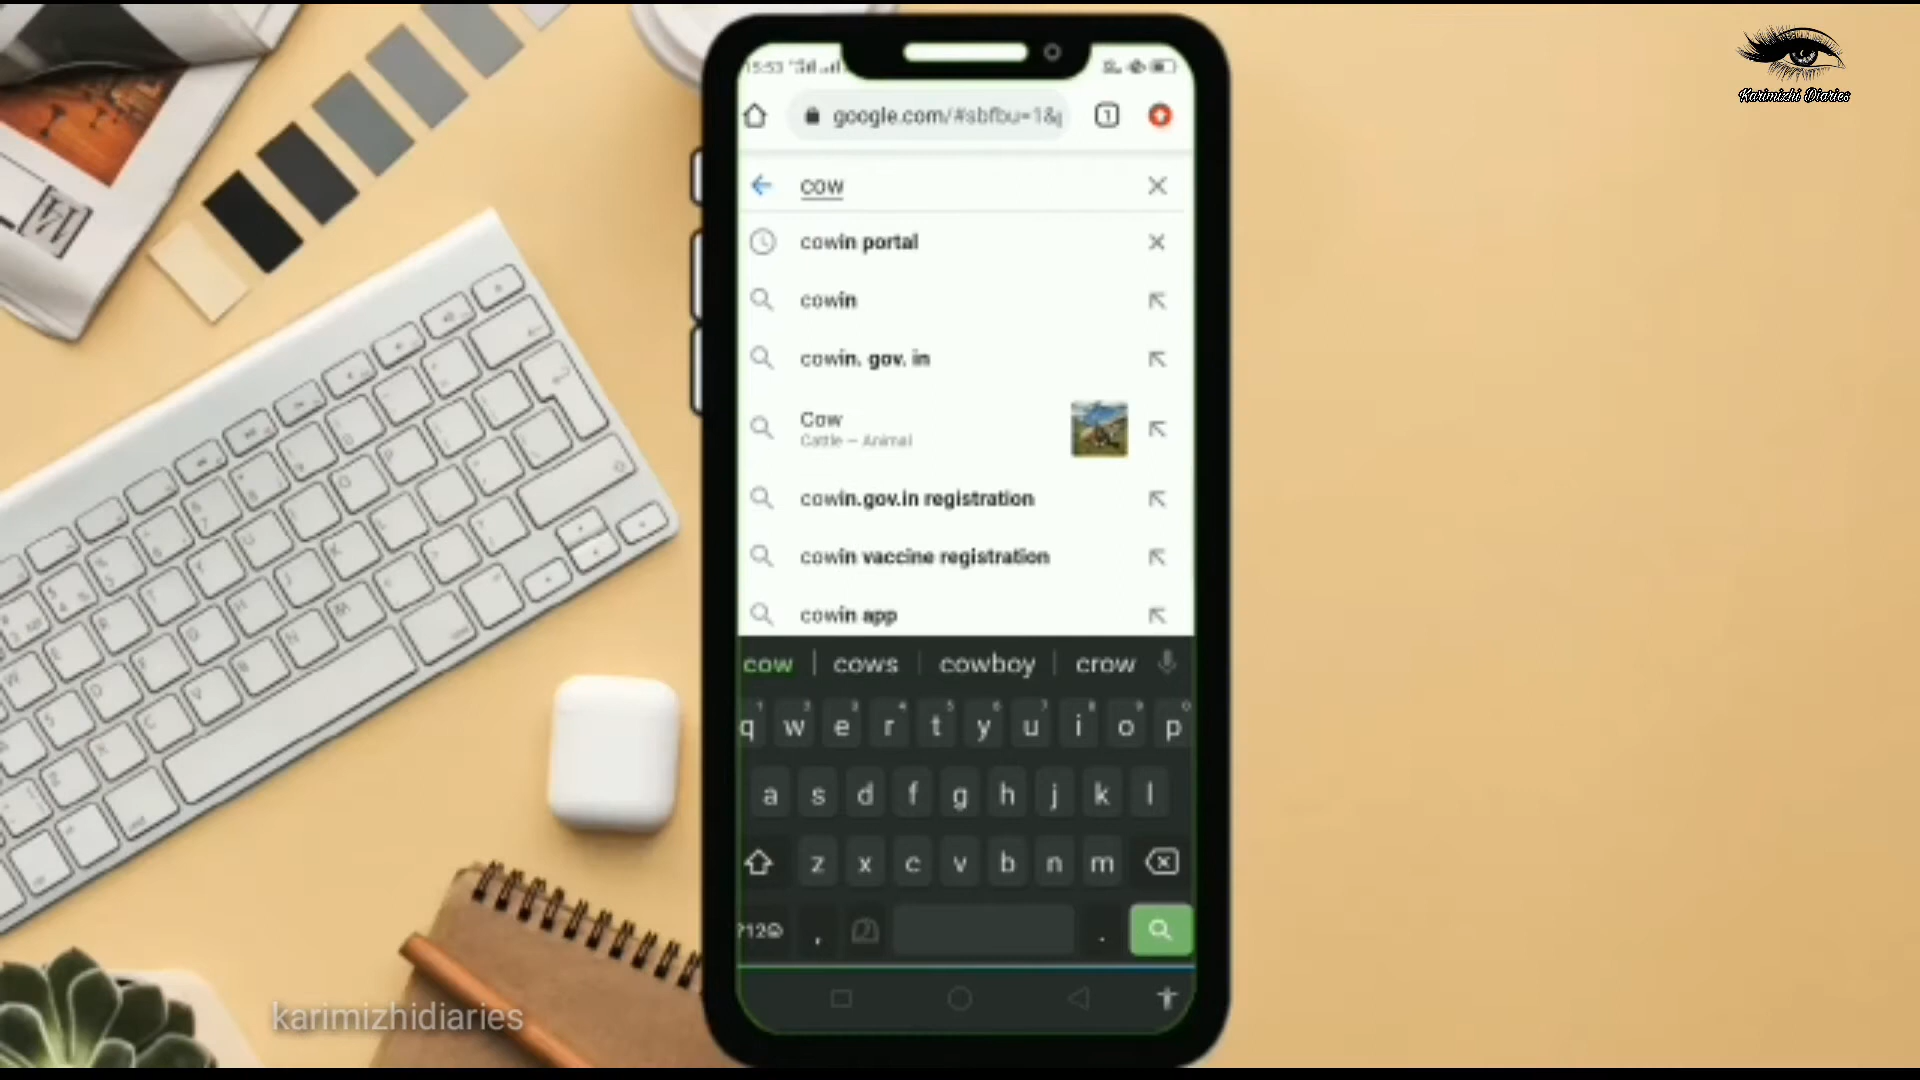 Karimizhi Diaries
15:53
google.com/#sbfbu=1&
1
cow
cowin portal
cowin
cowin. gov. in
Cow
Cattle – Animal
cowin.gov.in registration
cowin vaccine registration
cowin app
cow cows cowboy crow
q w e r t y u i o p
a s d f g h j k l
z x c v b n m
?12 , .
karimizhidiaries